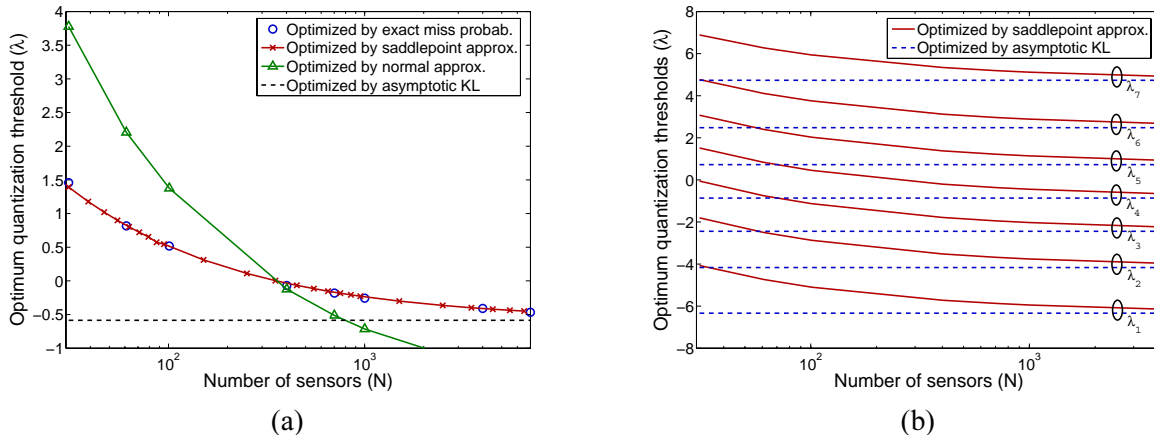 Optimum quantization threshold (λ)
4
3.5
3
2.5
2
1.5
1
0.5
0
−0.5
−1
10²
10³
Number of sensors (N)
Optimized by exact miss probab.
Optimized by saddlepoint approx.
Optimized by normal approx.
Optimized by asymptotic KL
(a)
Optimum quantization thresholds (λ)
8
6
4
2
0
−2
−4
−6
−8
10²
10³
Number of sensors (N)
Optimized by saddlepoint approx.
Optimized by asymptotic KL
λ₇
λ₆
λ₅
λ₄
λ₃
λ₂
λ₁
(b)